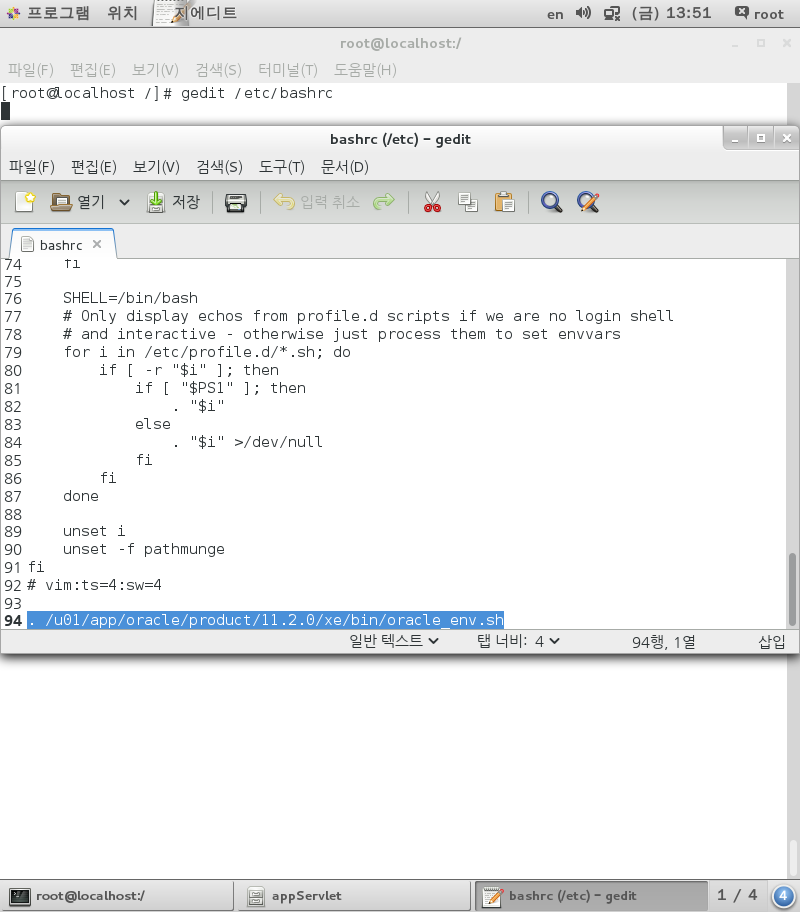 프로그램 위치 지에디트 en (금) 13:51 root
root@localhost:/
파일(F) 편집(E) 보기(V) 검색(S) 터미널(T) 도움말(H)
[root@localhost /]# gedit /etc/bashrc
bashrc (/etc) - gedit
파일(F) 편집(E) 보기(V) 검색(S) 도구(T) 문서(D)
열기 저장 입력 취소
bashrc
74 fi
75
76 SHELL=/bin/bash
77 # Only display echos from profile.d scripts if we are no login shell
78 # and interactive - otherwise just process them to set envvars
79 for i in /etc/profile.d/*.sh; do
80 if [ -r "$i" ]; then
81 if [ "$PS1" ]; then
82 . "$i"
83 else
84 . "$i" >/dev/null
85 fi
86 fi
87 done
88
89 unset i
90 unset -f pathmunge
91 fi
92 # vim:ts=4:sw=4
93
94 . /u01/app/oracle/product/11.2.0/xe/bin/oracle_env.sh
일반 텍스트 탭 너비: 4 94행, 1열 삽입
root@localhost:/ appServlet bashrc (/etc) - gedit 1 / 4 4